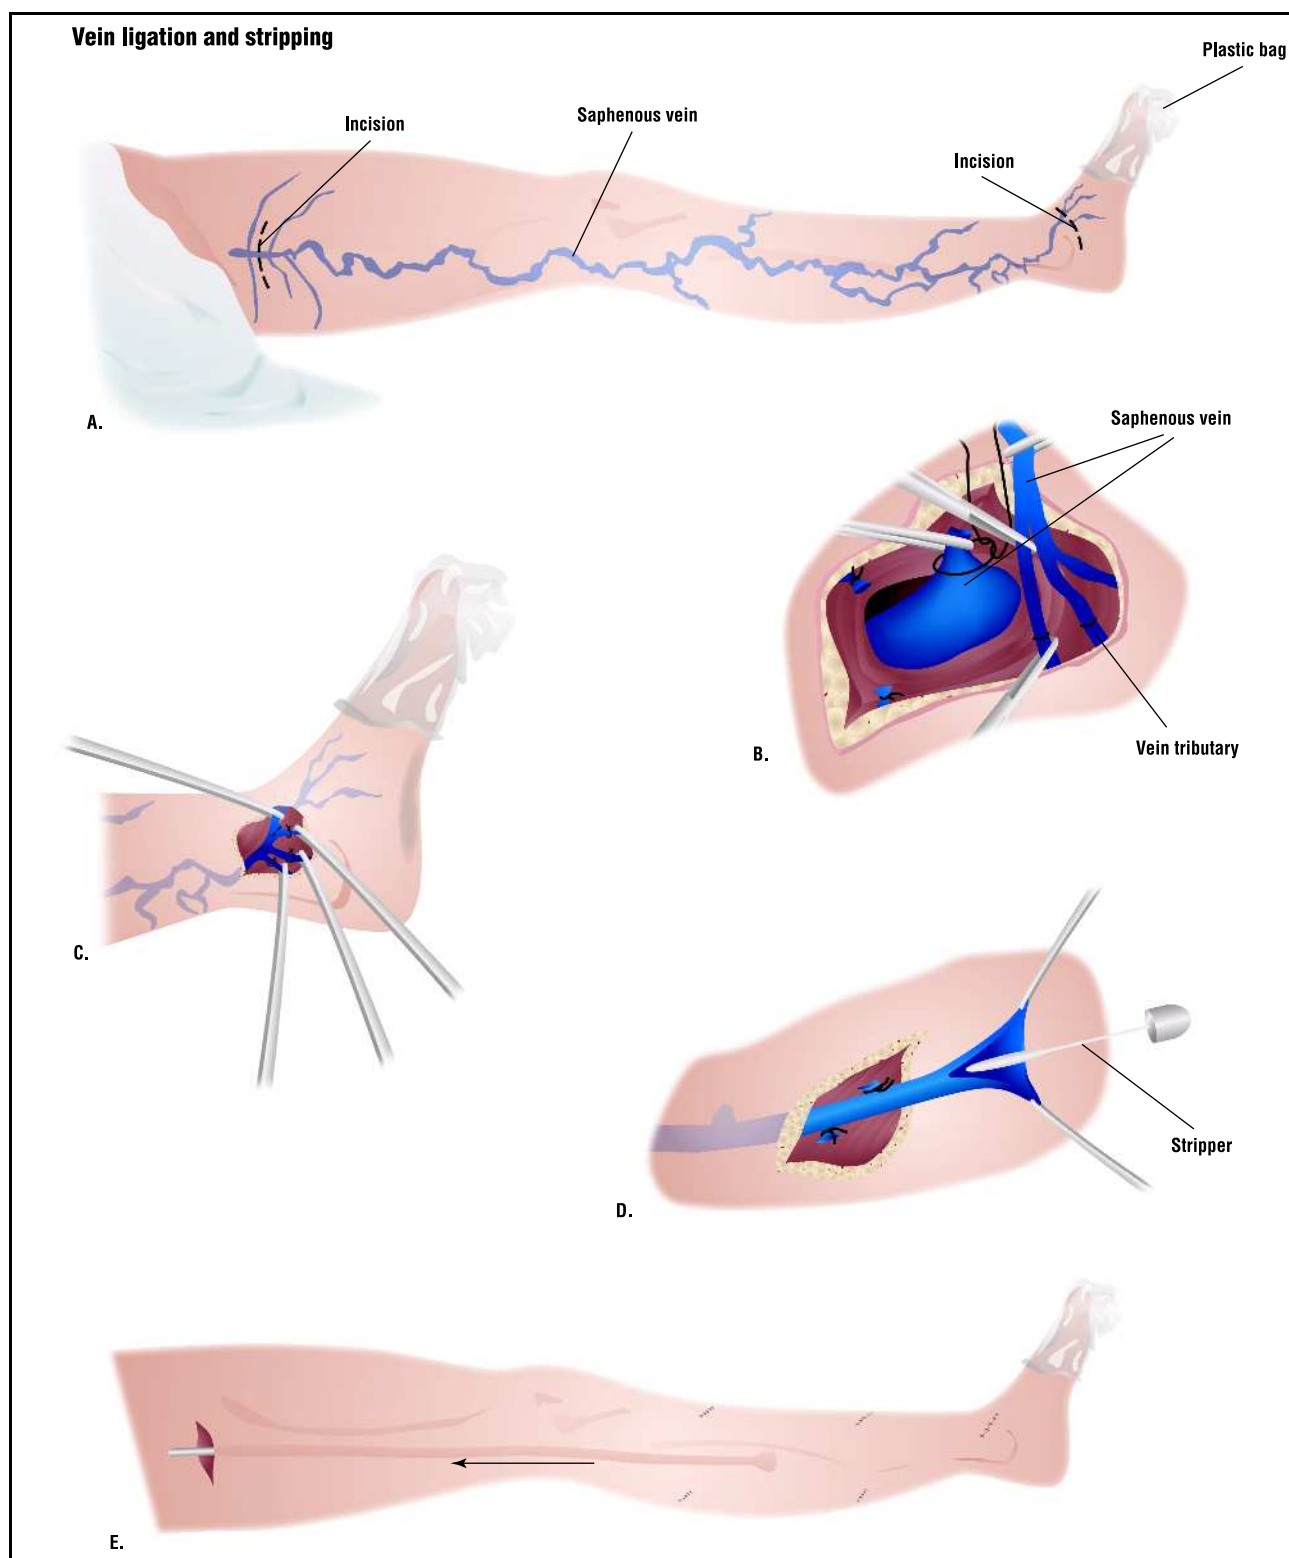 Vein ligation and stripping
Plastic bag
Saphenous vein
Incision
Incision
A.
Saphenous vein
B.
Vein tributary
C.
Stripper
D.
E.